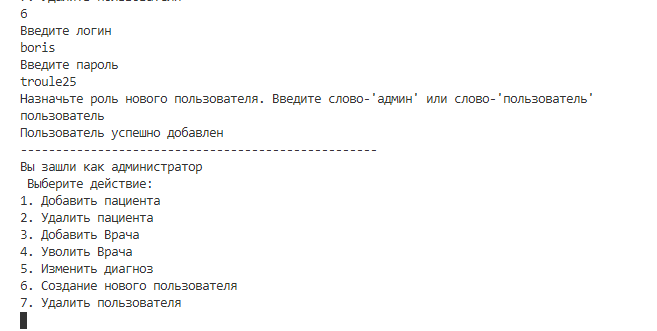 6
Введите логин
boris
Введите пароль
troule25
Назначьте роль нового пользователя. Введите слово-'админ' или слово-'пользователь'
пользователь
Пользователь успешно добавлен
---------------------------------------------------
Вы зашли как администратор
Выберите действие:
1. Добавить пациента
2. Удалить пациента
3. Добавить Врача
4. Уволить Врача
5. Изменить диагноз
6. Создание нового пользователя
7. Удалить пользователя